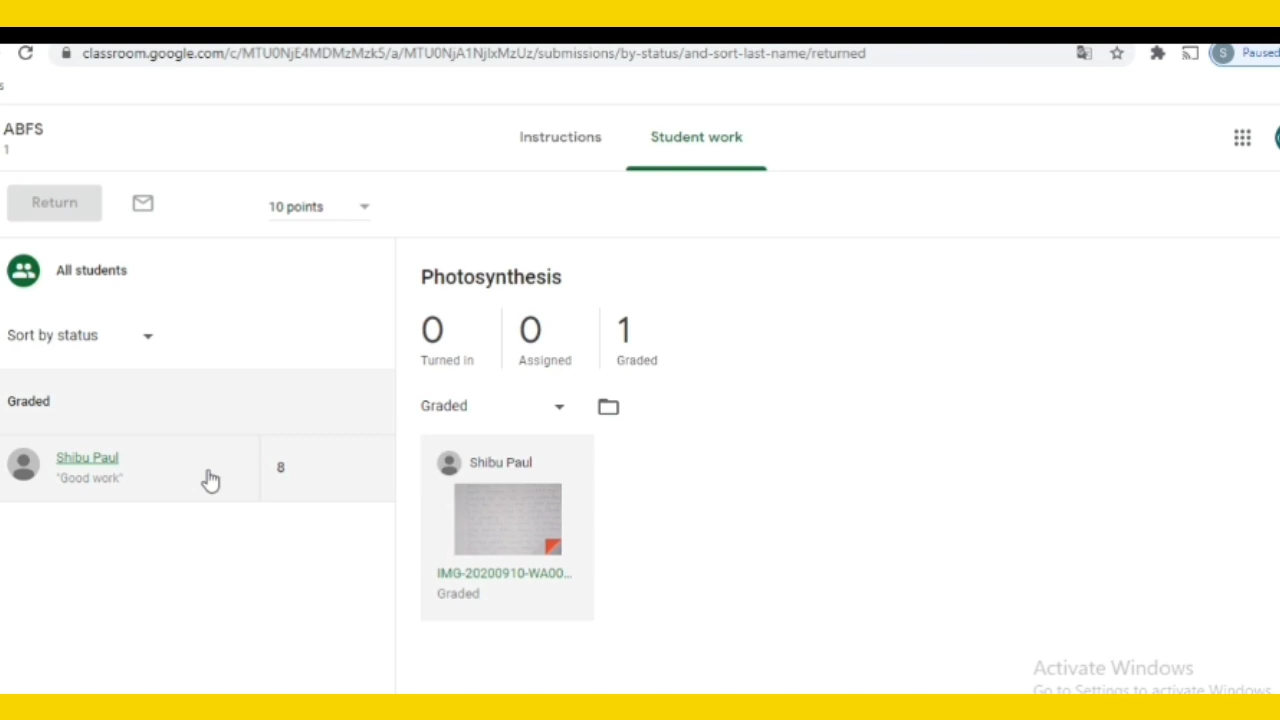 classroom.google.com/c/MTU0NjE4MDMzMzk5/a/MTU0NjA1NjIxMzUz/submissions/by-status/and-sort-last-name/returned
S
Paused
s
ABFS
1
Instructions
Student work
Return
10 points
All students
Sort by status
Graded
Shibu Paul
"Good work"
8
Photosynthesis
0
Turned in
0
Assigned
1
Graded
Graded
Shibu Paul
IMG-20200910-WA00...
Graded
Activate Windows
Go to Settings to activate Windows.